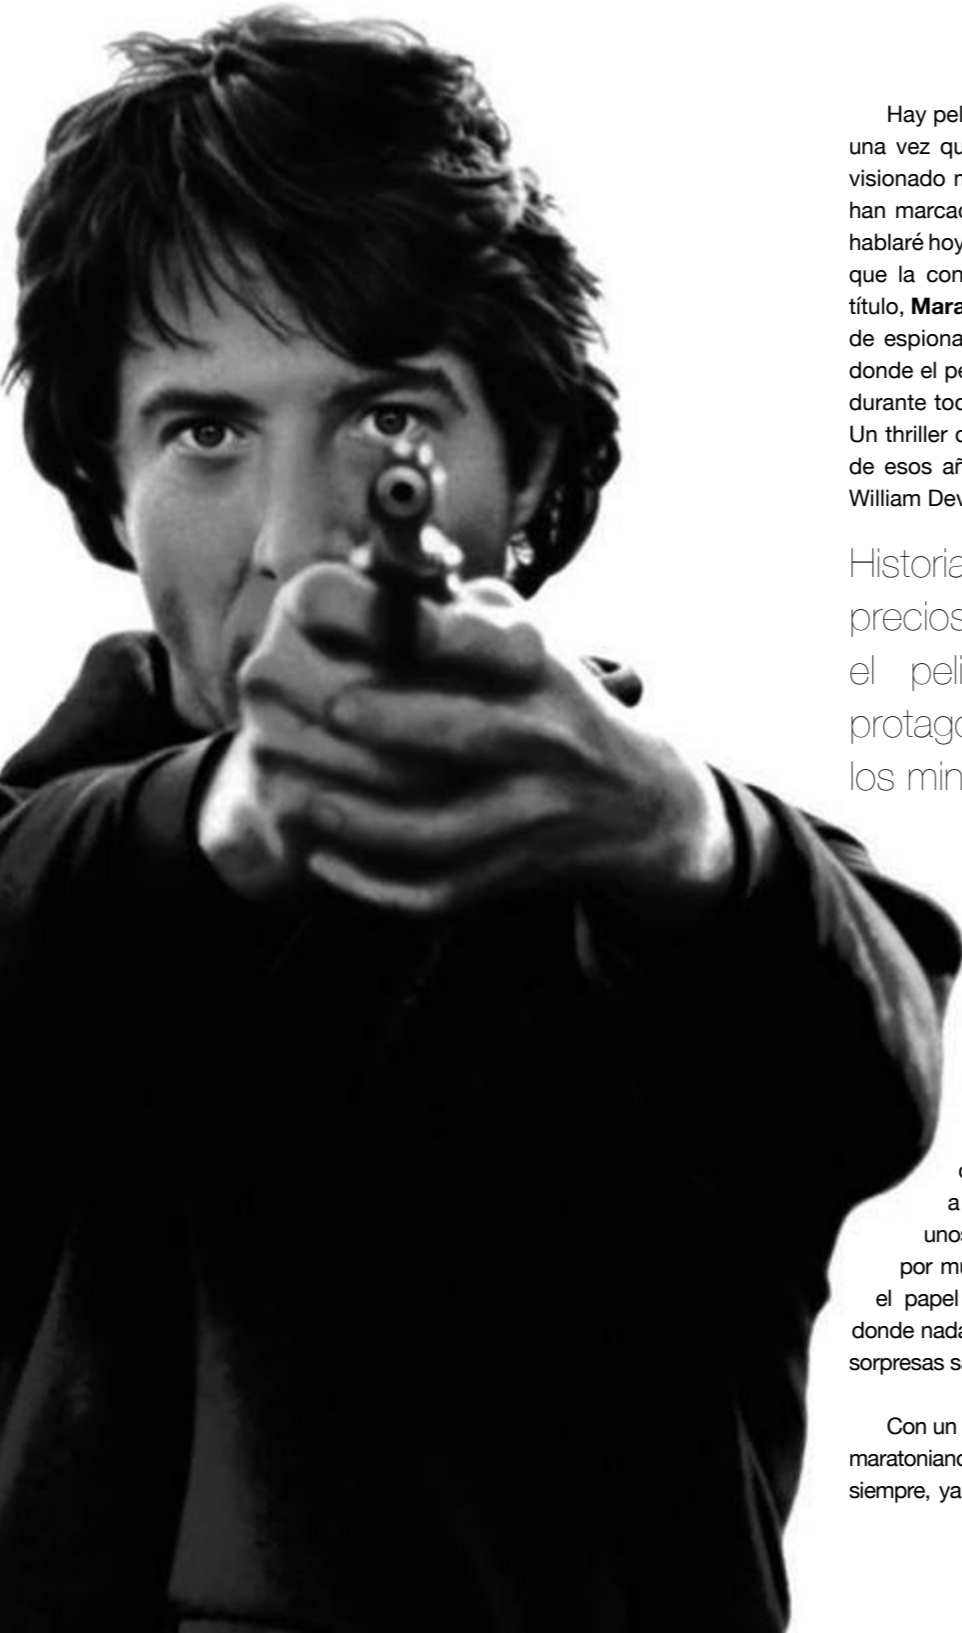 Hay pel
una vez qu
visionado n
han marcad
hablaré hoy
que la con
título, Mara
de espiona
donde el pe
durante tod
Un thriller d
de esos añ
William Dev
Historia
precios
el peli
protago
los min
a
unos
por mu
el papel
donde nada
sorpresas sa
Con un
maratoniano
siempre, ya